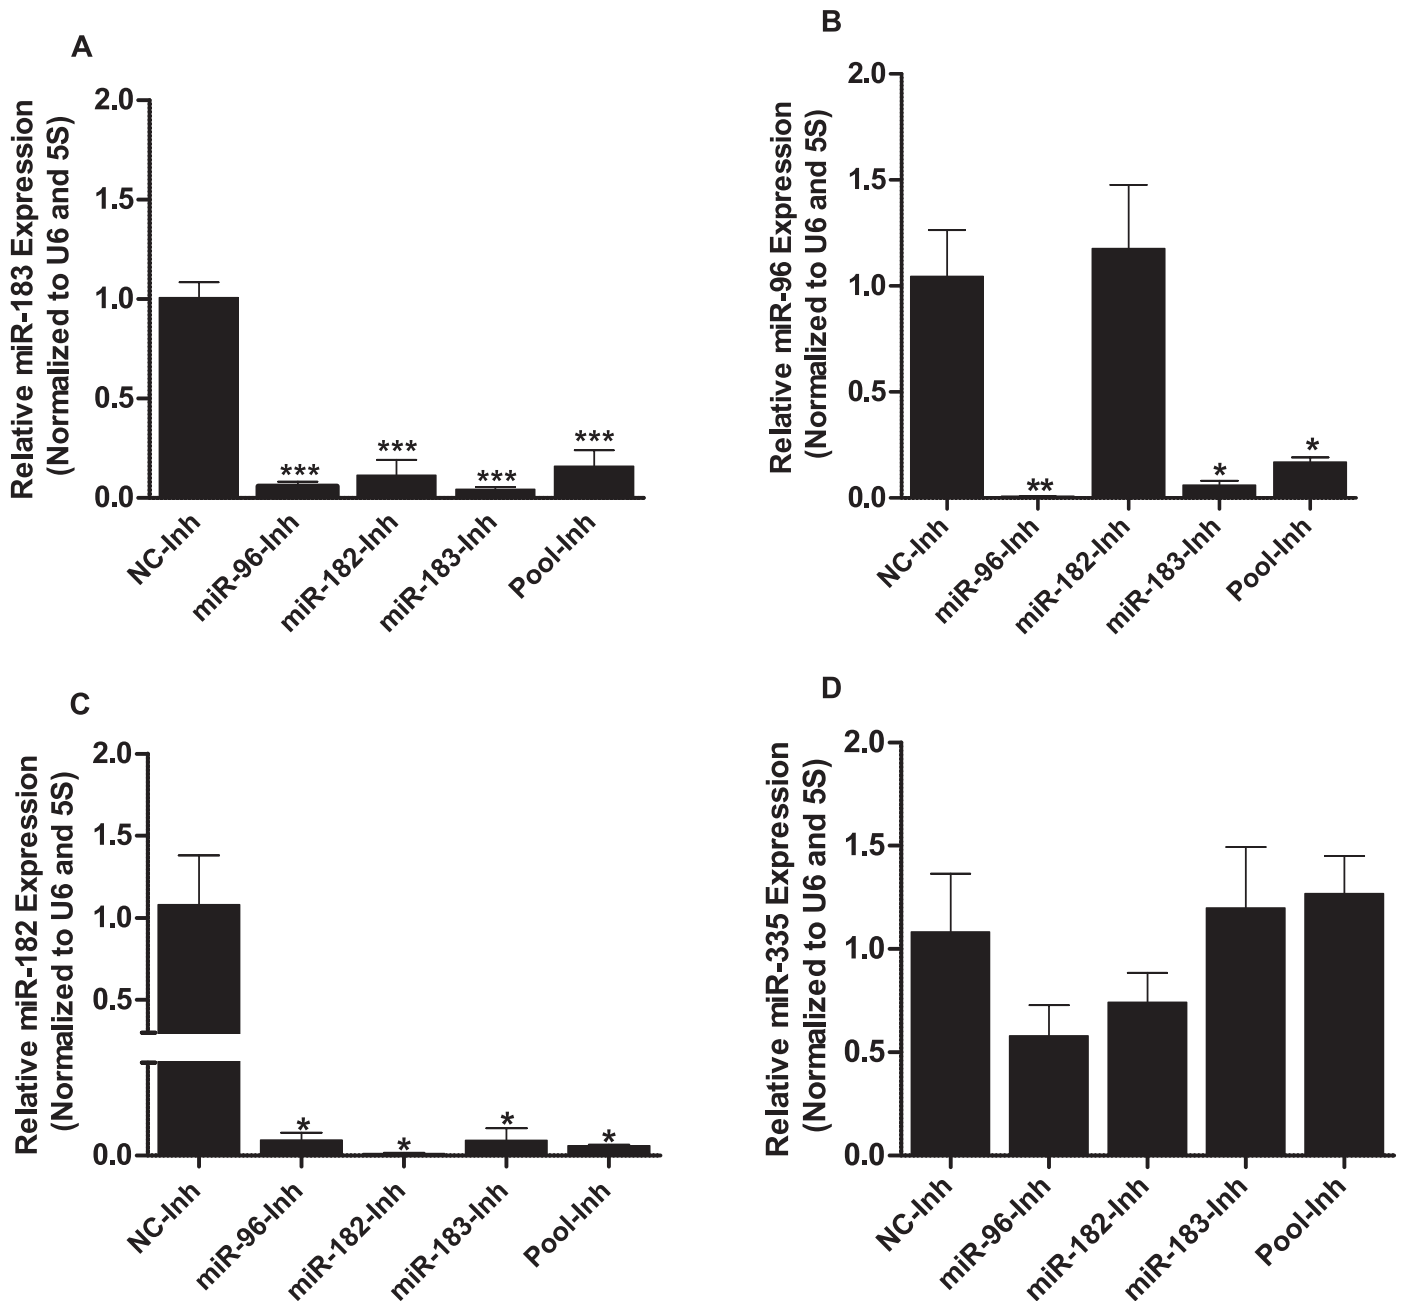 A
Relative miR-183 Expression
(Normalized to U6 and 5S)
2.0
1.5
1.0
0.5
0.0
***
***
***
***
NC-Inh
miR-96-Inh
miR-182-Inh
miR-183-Inh
Pool-Inh
B
Relative miR-96 Expression
(Normalized to U6 and 5S)
2.0
1.5
1.0
0.5
0.0
**
*
*
NC-Inh
miR-96-Inh
miR-182-Inh
miR-183-Inh
Pool-Inh
C
Relative miR-182 Expression
(Normalized to U6 and 5S)
2.0
1.5
1.0
0.5
0.0
*
*
*
*
NC-Inh
miR-96-Inh
miR-182-Inh
miR-183-Inh
Pool-Inh
D
Relative miR-335 Expression
(Normalized to U6 and 5S)
2.0
1.5
1.0
0.5
0.0
NC-Inh
miR-96-Inh
miR-182-Inh
miR-183-Inh
Pool-Inh